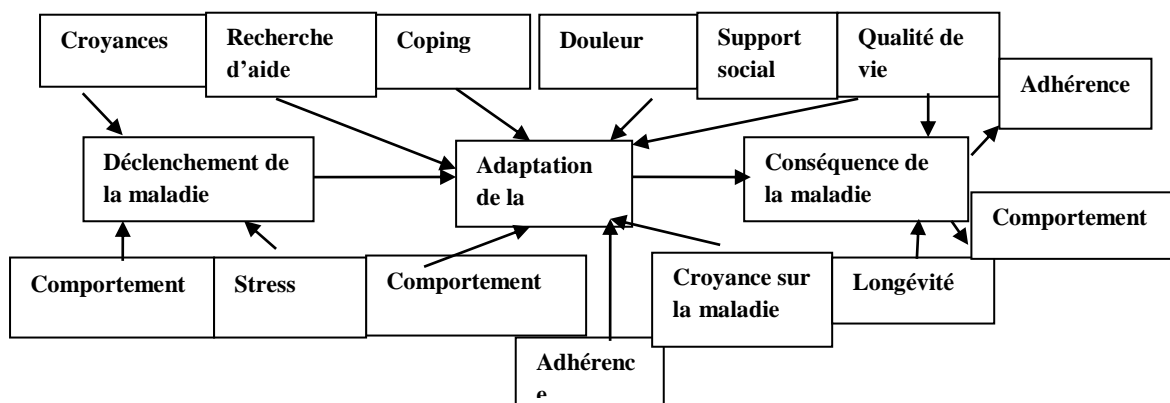 Croyances
Recherche
d’aide
Coping
Douleur
Support
social
Qualité de
vie
Adhérence
Déclenchement de
la maladie
Adaptation
de la
Conséquence de
la maladie
Comportement
Comportement
Stress
Comportement
Croyance sur
la maladie
Longévité
Adhérenc
e